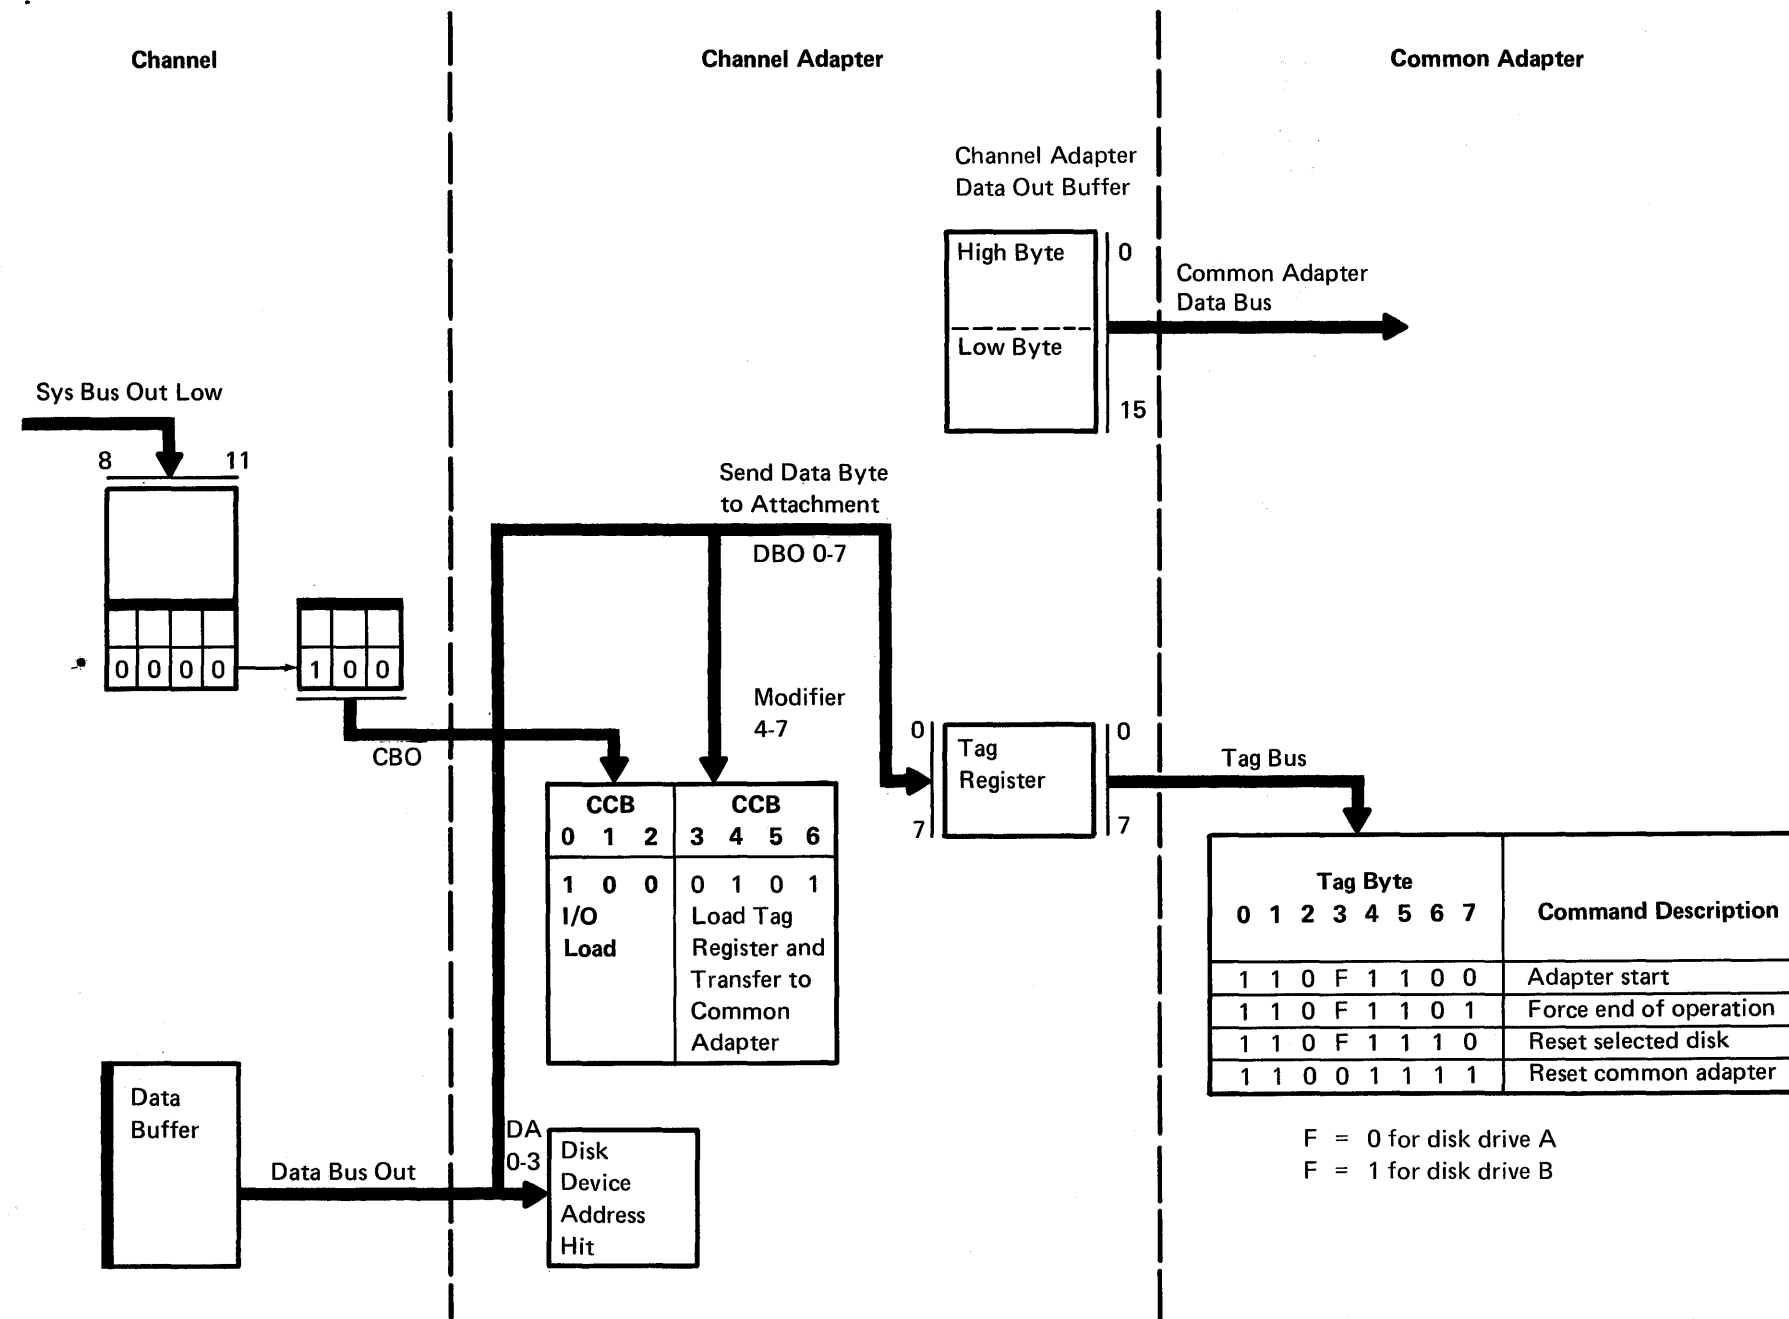 Channel
Channel Adapter
Common Adapter
Channel Adapter
Data Out Buffer
High Byte
0
Low Byte
15
Common Adapter
Data Bus
Sys Bus Out Low
8 11
0 0 0 0
1 0 0
CBO
Send Data Byte
to Attachment
DBO 0-7
Modifier
4-7
0
7
Tag
Register
0
7
Tag Bus
CCB CCB
0 1 2 3 4 5 6
1 0 0 0 1 0 1
I/O
Load
Load Tag
Register and
Transfer to
Common
Adapter
Tag Byte
0 1 2 3 4 5 6 7 Command Description
1 1 0 F 1 1 0 0 Adapter start
1 1 0 F 1 1 0 1 Force end of operation
1 1 0 F 1 1 1 0 Reset selected disk
1 1 0 0 1 1 1 1 Reset common adapter
F = 0 for disk drive A
F = 1 for disk drive B
Data
Buffer
Data Bus Out
DA
0-3
Disk
Device
Address
Hit